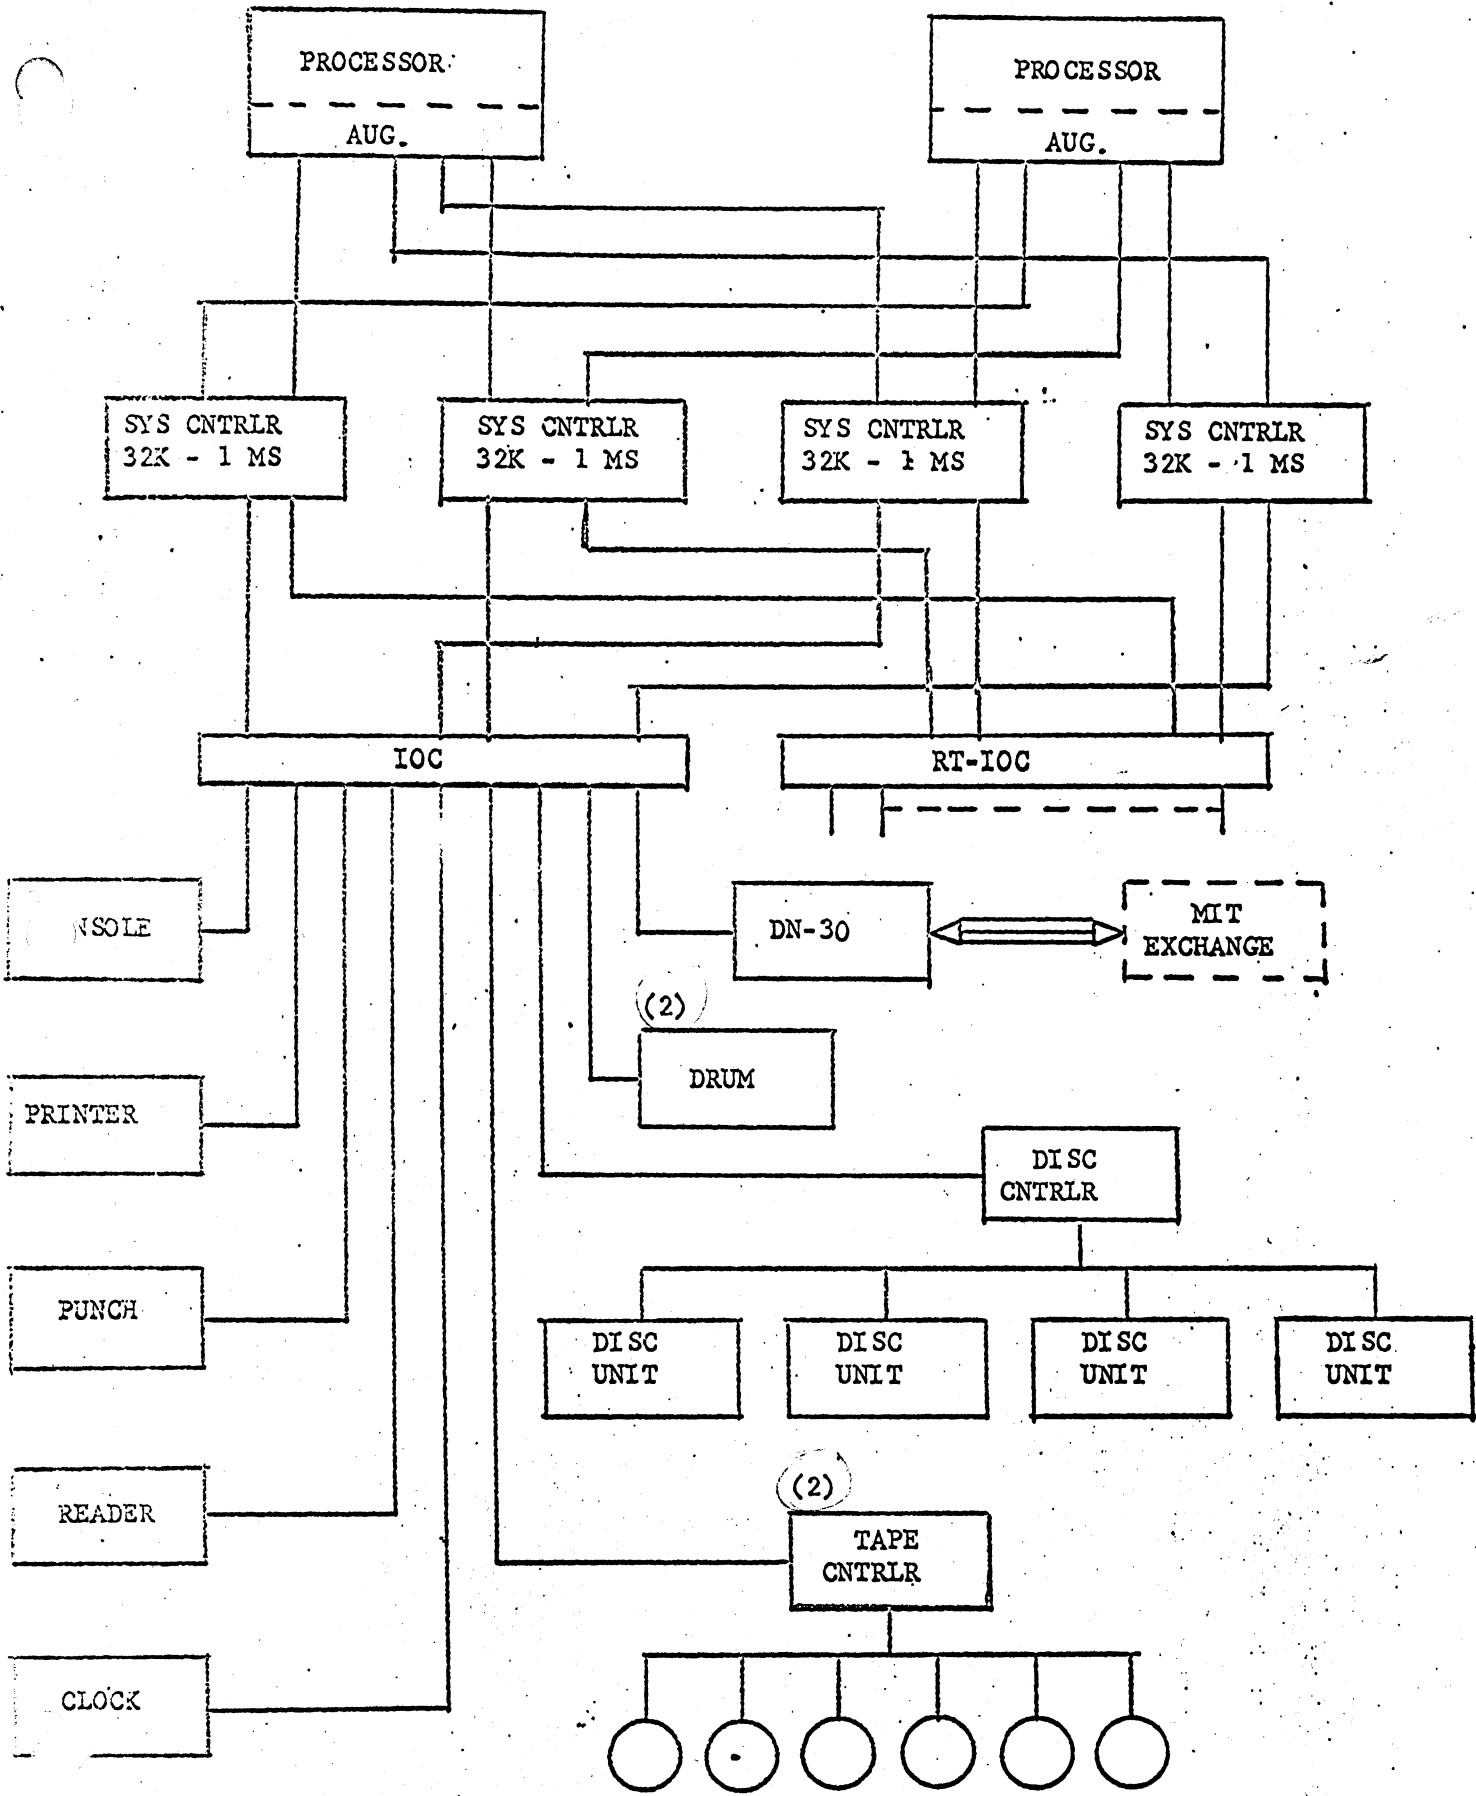 PROCESSOR
AUG.
PROCESSOR
AUG.
SYS CNTRLR
32K - 1 MS
SYS CNTRLR
32K - 1 MS
SYS CNTRLR
32K - 1 MS
SYS CNTRLR
32K - 1 MS
IOC
RT-IOC
NSOLE
DN-30
MIT
EXCHANGE
(2)
DRUM
PRINTER
DISC
CNTRLR
PUNCH
DISC
UNIT
DISC
UNIT
DISC
UNIT
DISC
UNIT
READER
(2)
TAPE
CNTRLR
CLOCK